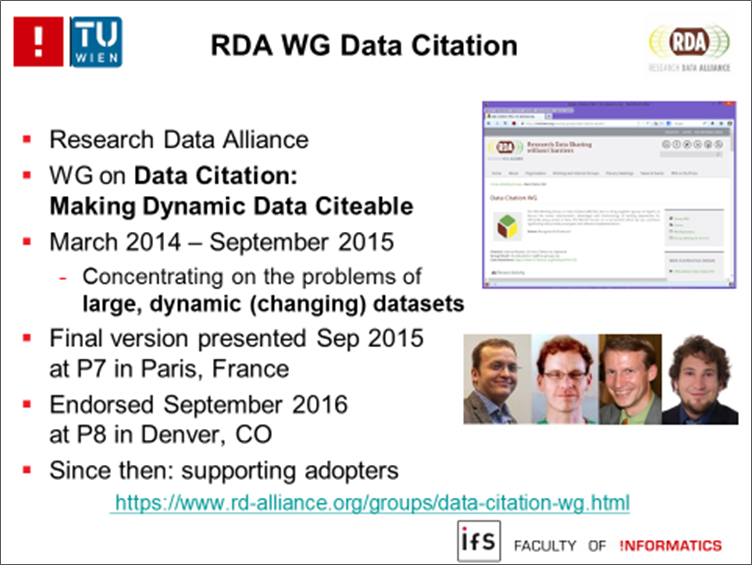 !
TU
WIEN
RDA WG Data Citation
RDA
RESEARCH DATA ALLIANCE
Research Data Alliance
WG on Data Citation:
Making Dynamic Data Citeable
March 2014 – September 2015
- Concentrating on the problems of
large, dynamic (changing) datasets
Final version presented Sep 2015
at P7 in Paris, France
Endorsed September 2016
at P8 in Denver, CO
Since then: supporting adopters
https://www.rd-alliance.org/groups/data-citation-wg.html
RDA
Research Data Sharing
without barriers
Data Citation WG
ifs
FACULTY OF !NFORMATICS